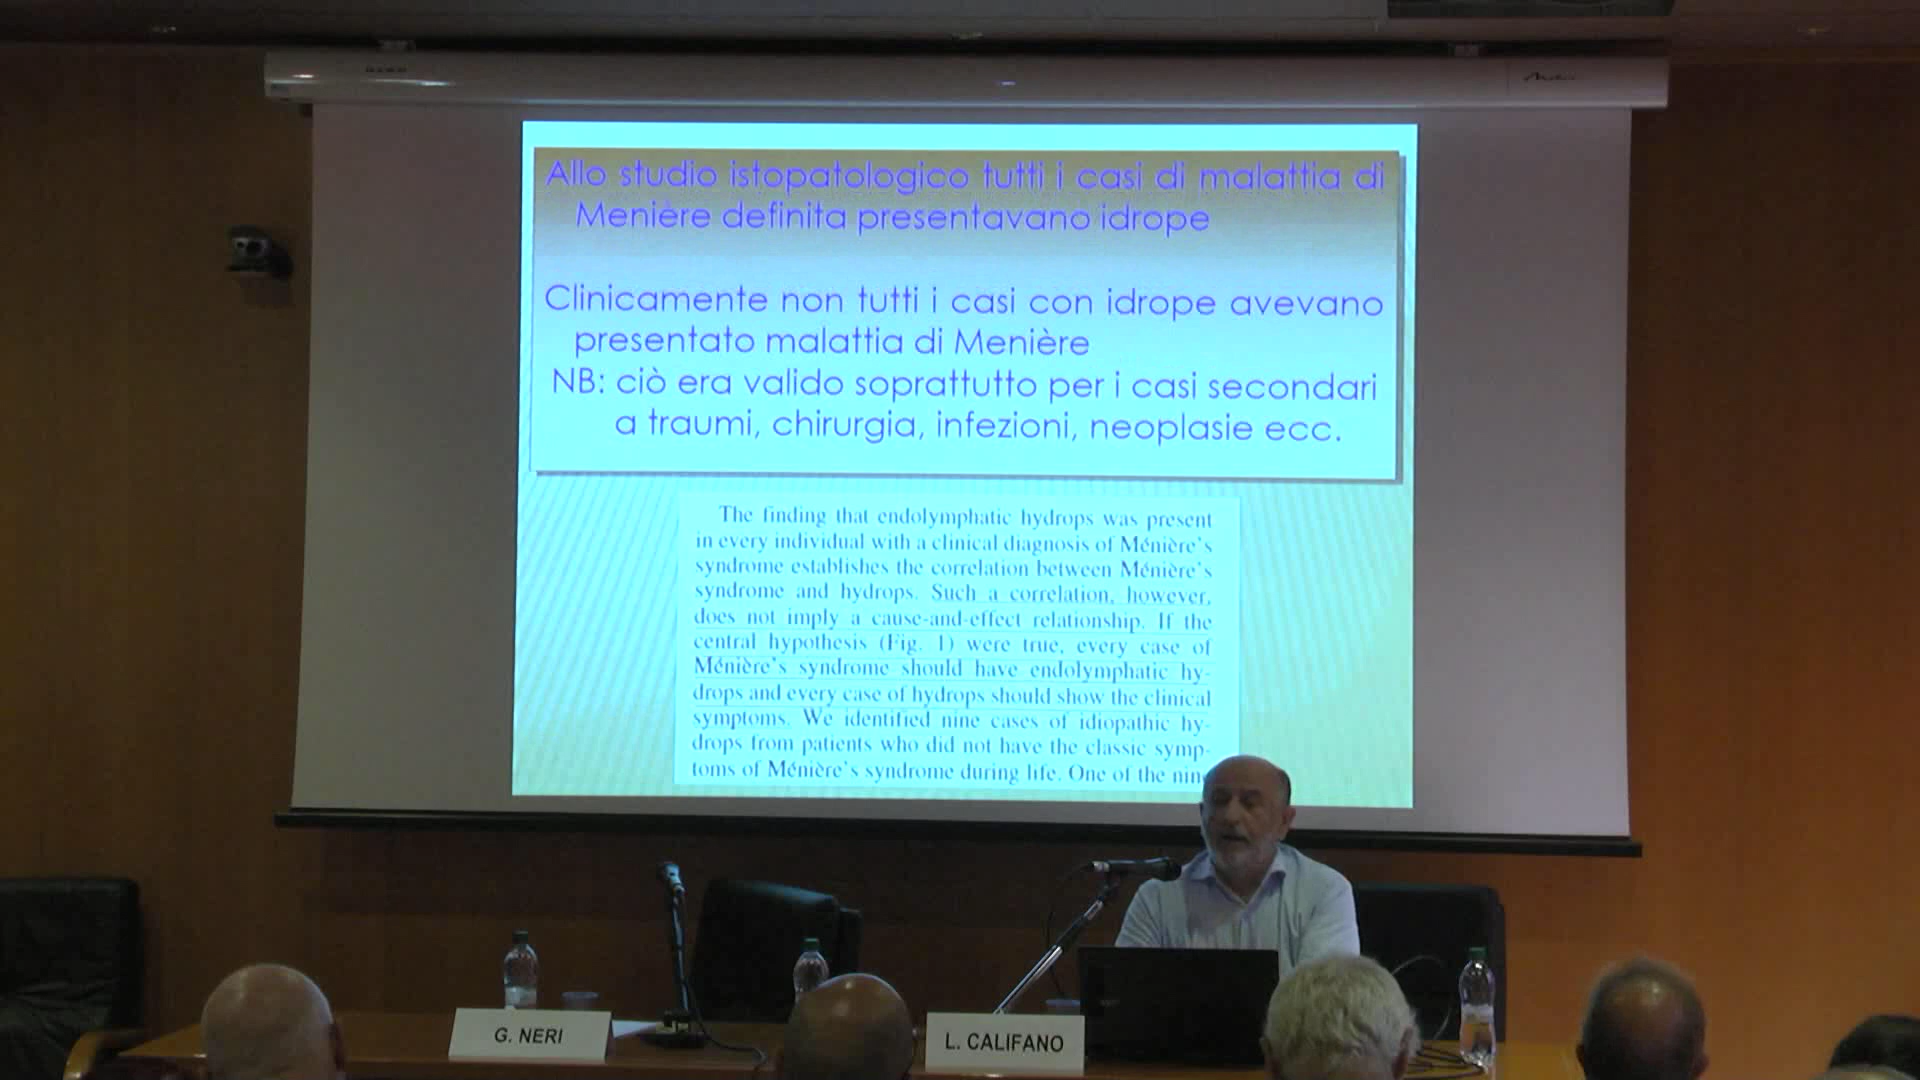 Allo studio istopatologico tutti i casi di malattia di
Menière definita presentavano idrope
Clinicamente non tutti i casi con idrope avevano
presentato malattia di Menière
NB: ciò era valido soprattutto per i casi secondari
a traumi, chirurgia, infezioni, neoplasie ecc.
The finding that endolymphatic hydrops was present
in every individual with a clinical diagnosis of Ménière's
syndrome establishes the correlation between Ménière's
syndrome and hydrops. Such a correlation, however,
does not imply a cause-and-effect relationship. If the
central hypothesis (Fig. 1) were true, every case of
Ménière's syndrome should have endolymphatic hy-
drops and every case of hydrops should show the clinical
symptoms. We identified nine cases of idiopathic hy-
drops from patients who did not have the classic symp-
toms of Ménière's syndrome during life. One of the
G. NERI
L. CALIFANO